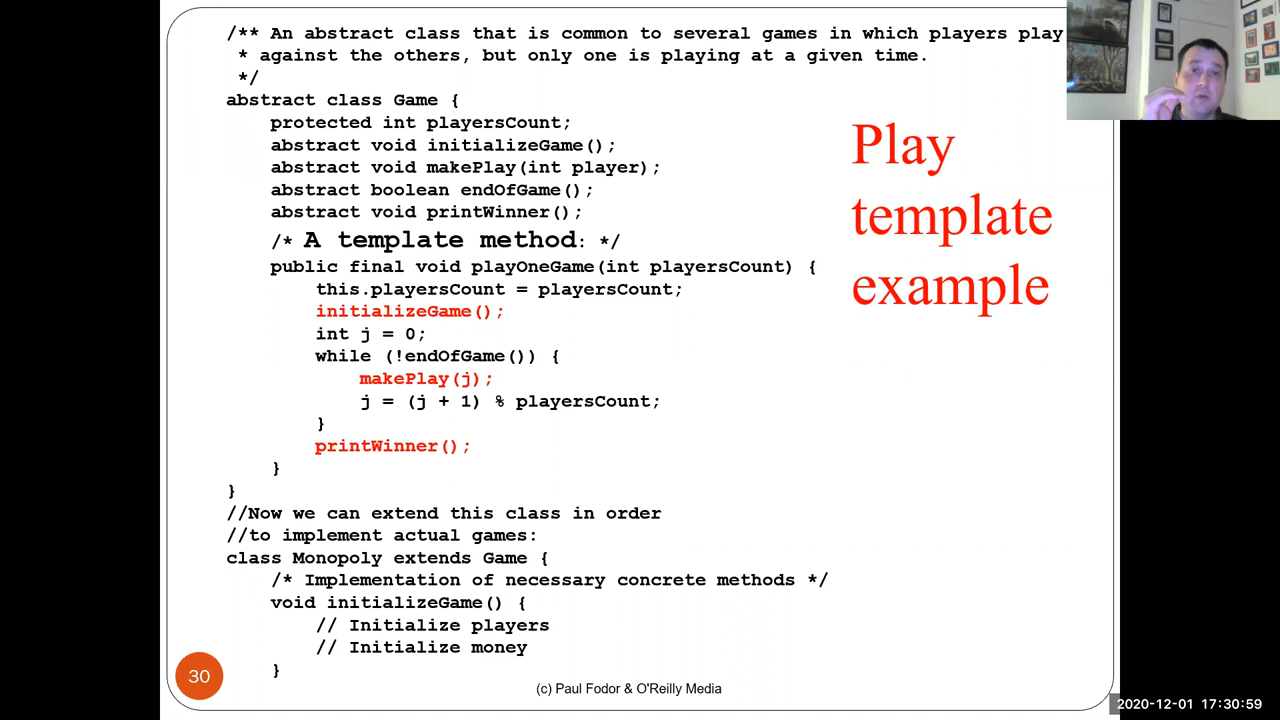 /** An abstract class that is common to several games in which players play
* against the others, but only one is playing at a given time.
*/
abstract class Game {
protected int playersCount;
abstract void initializeGame();
abstract void makePlay(int player);
abstract boolean endOfGame();
abstract void printWinner();
/* A template method: */
public final void playOneGame(int playersCount) {
this.playersCount = playersCount;
initializeGame();
int j = 0;
while (!endOfGame()) {
makePlay(j);
j = (j + 1) % playersCount;
}
printWinner();
}
}
//Now we can extend this class in order
//to implement actual games:
class Monopoly extends Game {
/* Implementation of necessary concrete methods */
void initializeGame() {
// Initialize players
// Initialize money
}
Play
template
example
30
(c) Paul Fodor & O'Reilly Media
2020-12-01 17:30:59